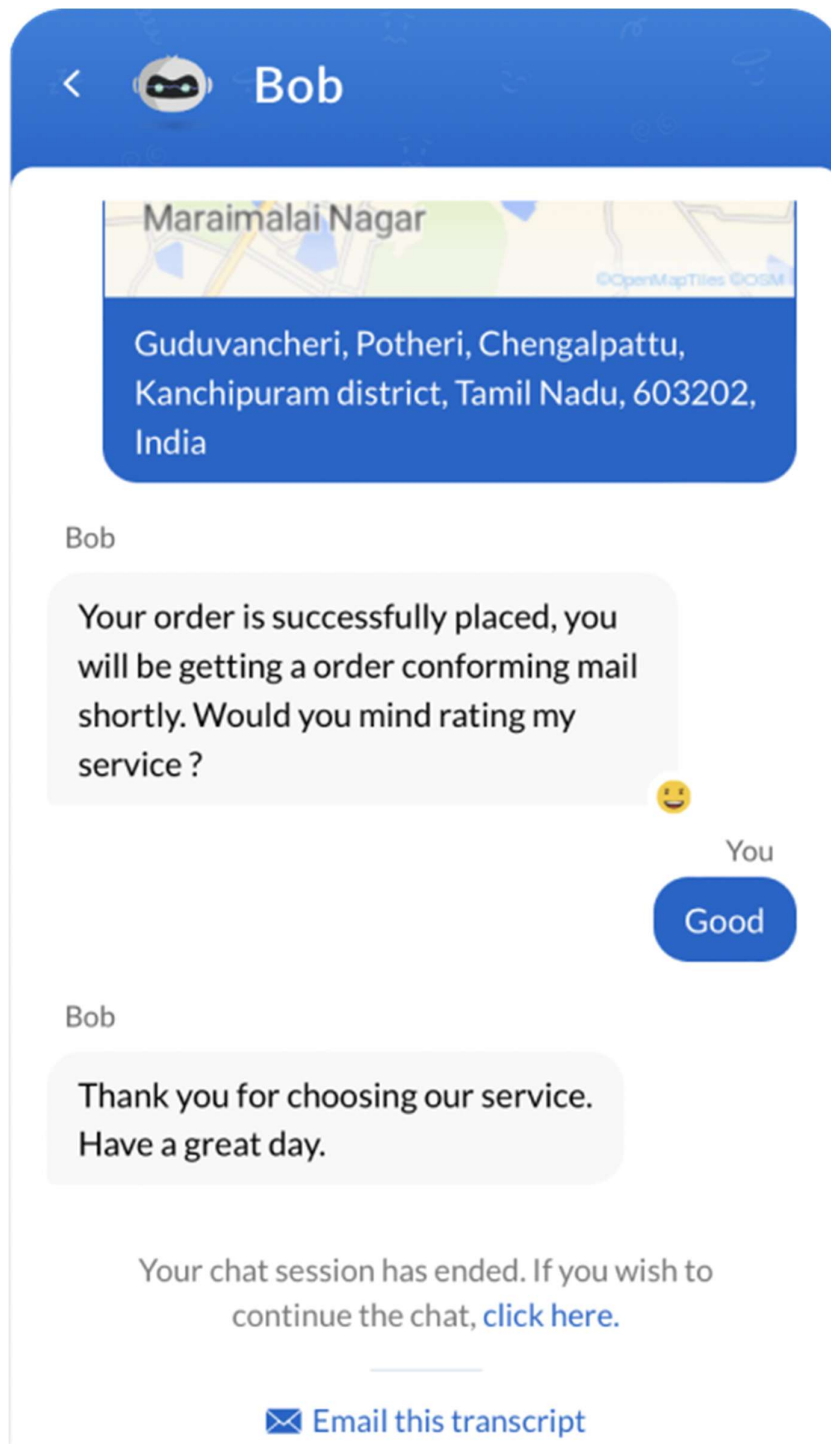 Bob
Maraimalai Nagar
©OpenMapTiles ©OSM
Guduvancheri, Potheri, Chengalpattu,
Kanchipuram district, Tamil Nadu, 603202,
India
Bob
Your order is successfully placed, you
will be getting a order conforming mail
shortly. Would you mind rating my
service ?
You
Good
Bob
Thank you for choosing our service.
Have a great day.
Your chat session has ended. If you wish to
continue the chat, click here.
Email this transcript